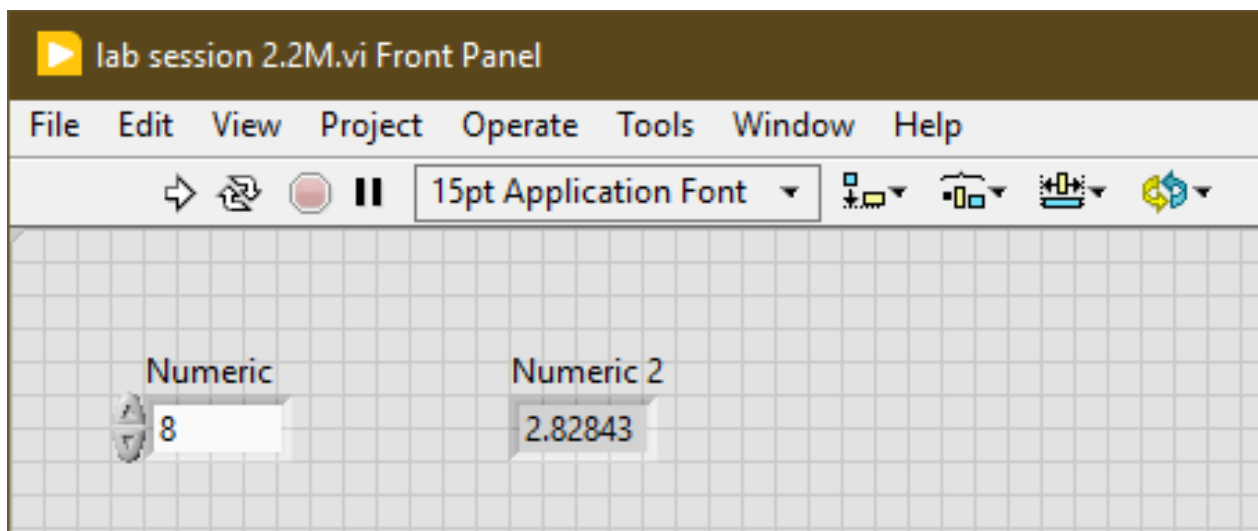 lab session 2.2M.vi Front Panel
File Edit View Project Operate Tools Window Help
15pt Application Font
Numeric Numeric 2
8 2.82843